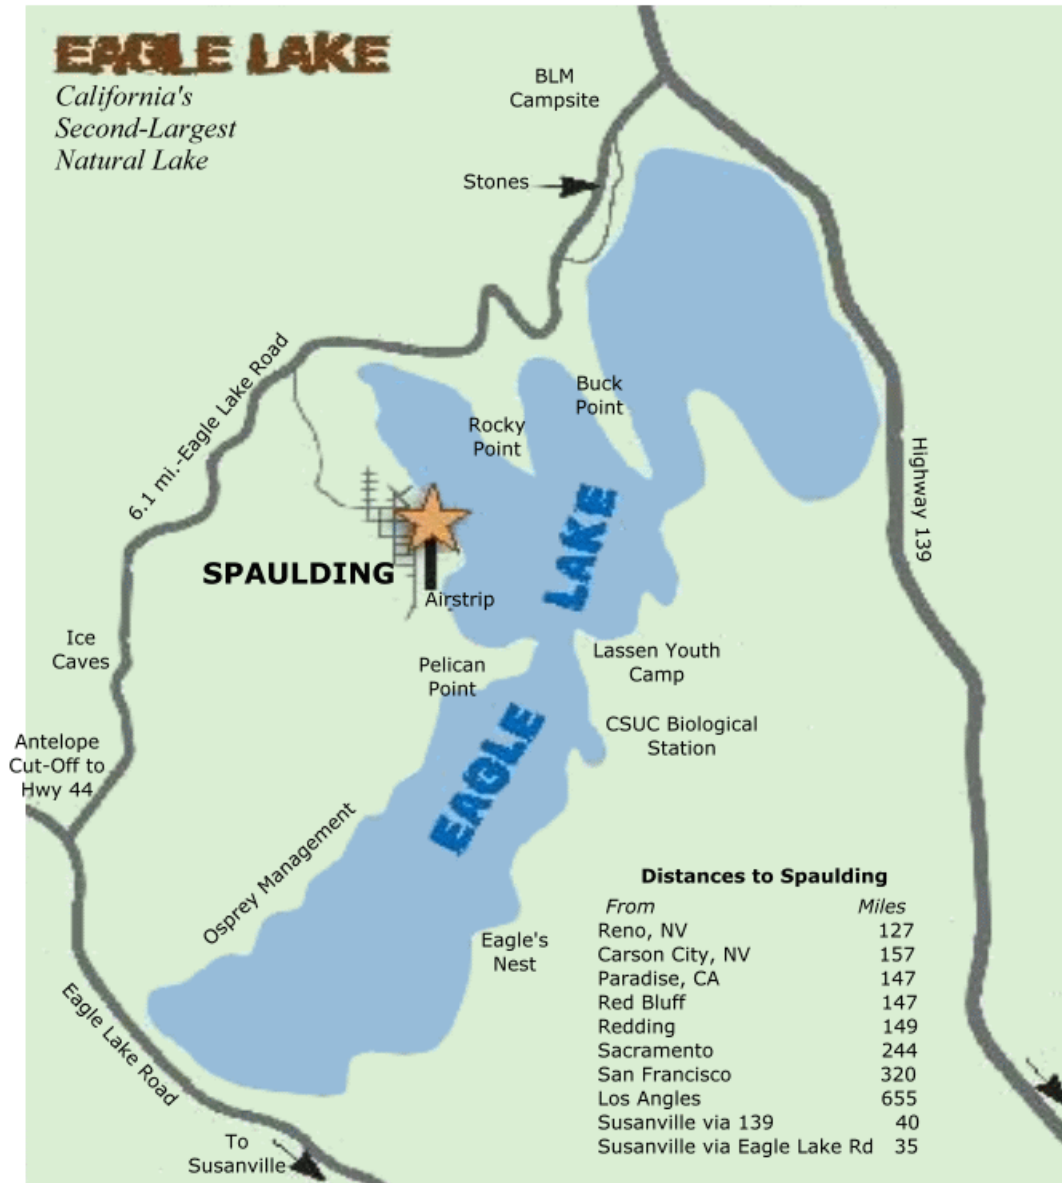 EAGLE LAKE
California's
Second-Largest
Natural Lake
BLM
Campsite
Stones
6.1 mi.-Eagle Lake Road
Buck
Point
Rocky
Point
Highway 139
LAKE
SPAULDING
Airstrip
Ice
Caves
Pelican
Point
Lassen Youth
Camp
CSUC Biological
Station
EAGLE
Antelope
Cut-Off to
Hwy 44
Osprey Management
Eagle's
Nest
Eagle Lake Road
To
Susanville
Distances to Spaulding
From Miles
Reno, NV 127
Carson City, NV 157
Paradise, CA 147
Red Bluff 147
Redding 149
Sacramento 244
San Francisco 320
Los Angles 655
Susanville via 139 40
Susanville via Eagle Lake Rd 35